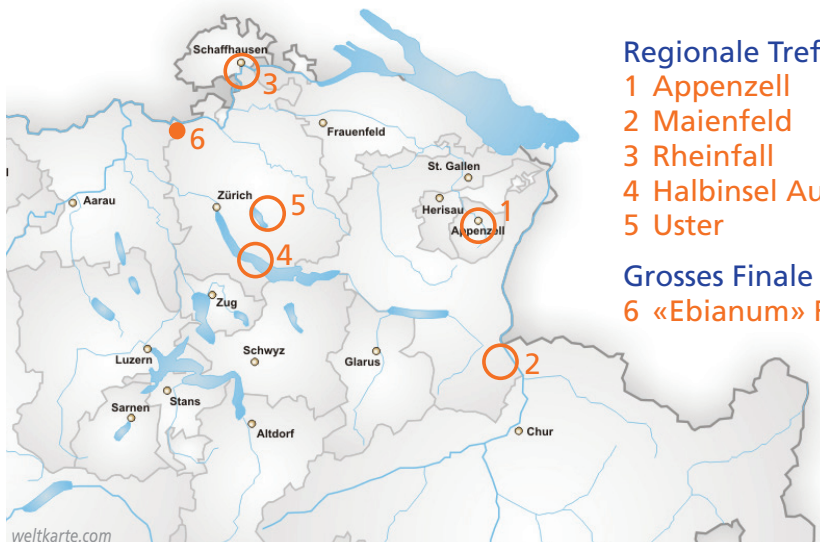 Regionale Tref
1 Appenzell
2 Maienfeld
3 Rheinfall
4 Halbinsel Au
5 Uster
Grosses Finale
6 «Ebianum» F
Schaffhausen
3
6
Frauenfeld
St. Gallen
Aarau
Zürich
5
Herisau
1
Appenzell
4
Zug
Luzern
Schwyz
Glarus
2
Sarnen
Stans
Altdorf
Chur
weltkarte.com